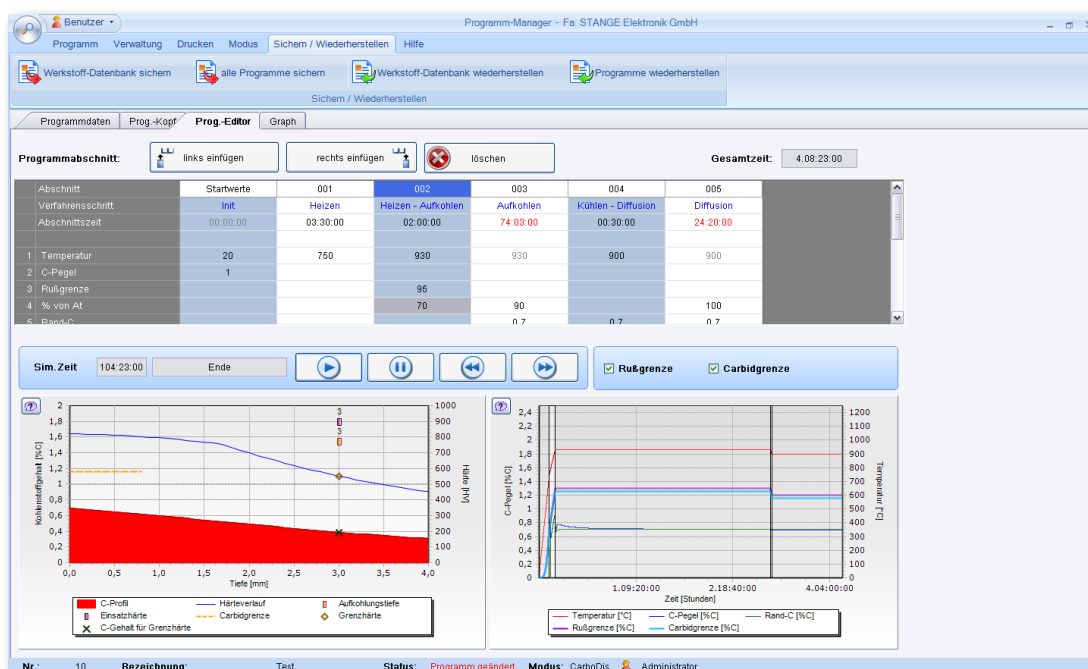 Benutzer
Programm-Manager - Fa. STANGE Elektronik GmbH
Programm Verwaltung Drucken Modus Sichern / Wiederherstellen Hilfe
Werkstoff-Datenbank sichern alle Programme sichern Werkstoff-Datenbank wiederherstellen Programme wiederherstellen
Sichern / Wiederherstellen
Programmdaten Prog.-Kopf Prog.-Editor Graph
Programmabschnitt: links einfügen rechts einfügen löschen Gesamtzeit: 4.08:23:00
Abschnitt Startwerte 001 002 003 004 005
Verfahrensschritt Init Heizen Heizen - Aufkohlen Aufkohlen Kühlen - Diffusion Diffusion
Abschnittszeit 00:00:00 03:30:00 02:00:00 74:03:00 00:30:00 24:20:00
1 Temperatur 20 750 930 930 900 900
2 C-Pegel 1
3 Rußgrenze 95
4 % von At 70 90 100
5 Rand-C 0.7 0.7 0.7
Sim.Zeit 104:23:00 Ende Rußgrenze Carbidgrenze
2 1,8 1,6 1,4 1,2 1 0,8 0,6 0,4 0,2 0
Kohlenstoffgehalt [%C]
3
3
1000 900 800 700 600 500 400 300 200 100 0
Härte [HV]
0,0 0,5 1,0 1,5 2,0 2,5 3,0 3,5 4,0
Tiefe [mm]
C-Profil Härteverlauf Aufkohlungstiefe
Einsatzhärte Carbidgrenze Grenzhärte
C-Gehalt für Grenzhärte
2,4 2,2 2 1,8 1,6 1,4 1,2 1 0,8 0,6 0,4 0,2 0
C-Pegel [%C]
1200 1100 1000 900 800 700 600 500 400 300 200 100 0
Temperatur [°C]
1.09:20:00 2.18:40:00 4.04:00:00
Zeit [Stunden]
Temperatur [°C] C-Pegel [%C] Rand-C [%C]
Rußgrenze [%C] Carbidgrenze [%C]
Nr.: 10 Bezeichnung: Test Status: Programm geändert Modus: CarboDis Administrator